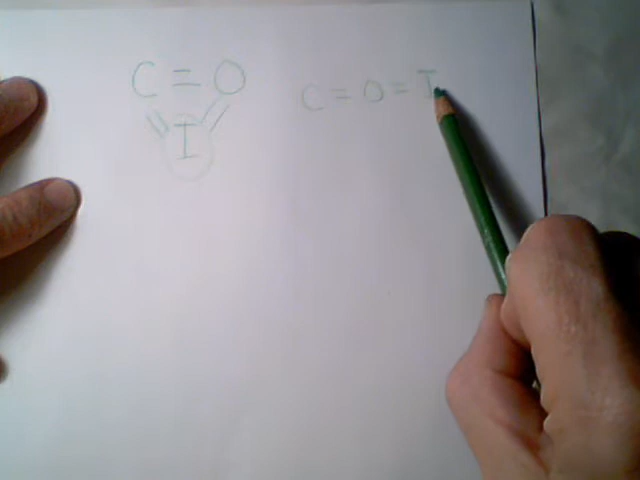 C = O
I
C = O = I